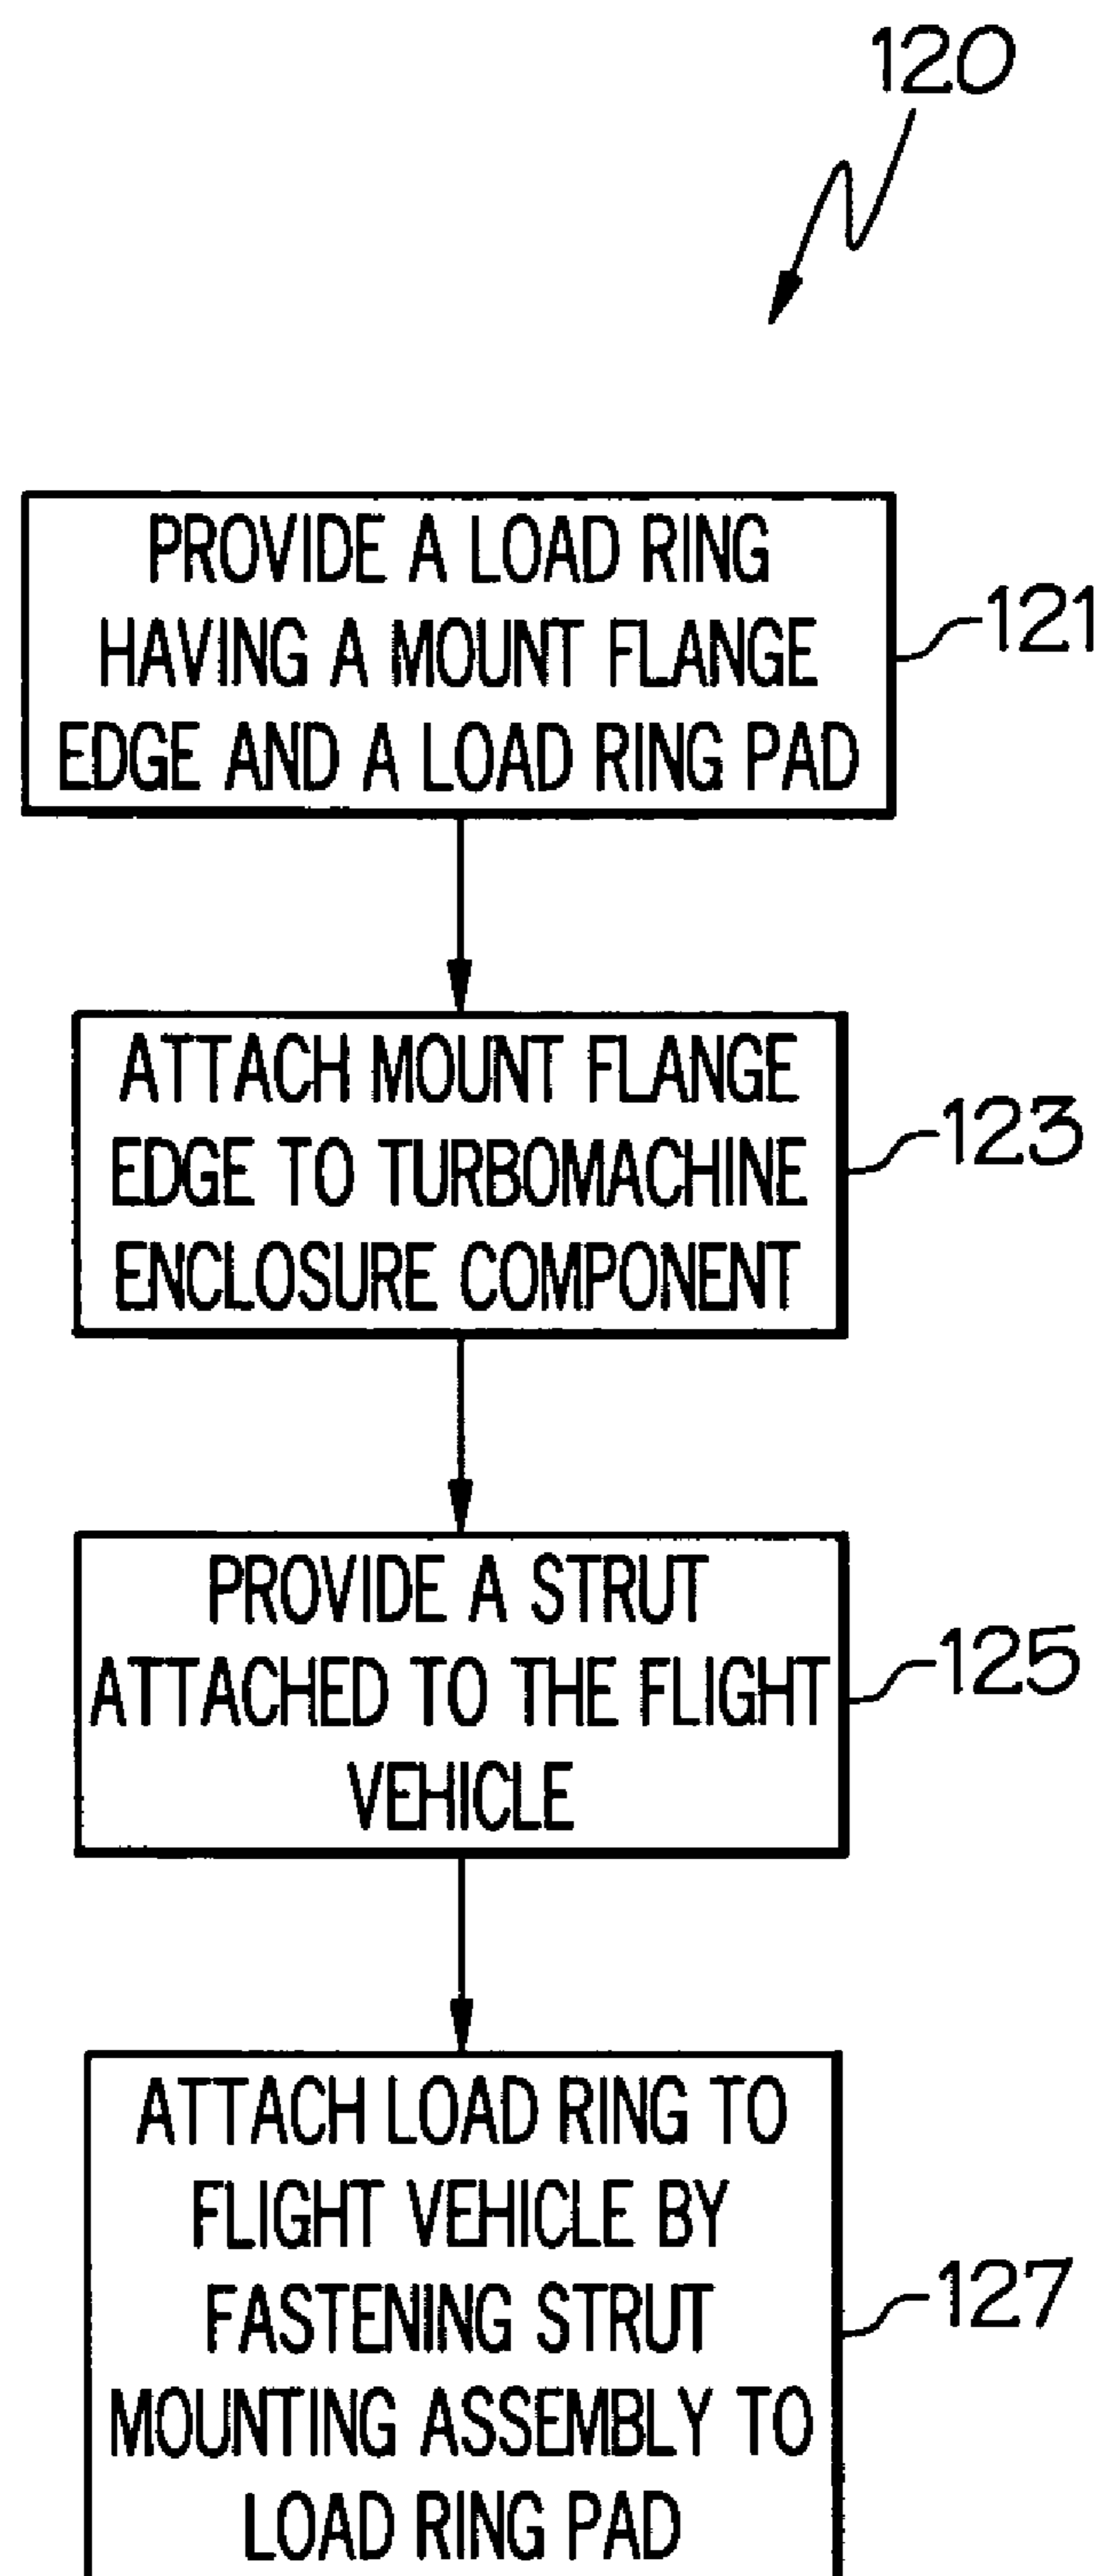 120
PROVIDE A LOAD RING
HAVING A MOUNT FLANGE
EDGE AND A LOAD RING PAD
121
ATTACH MOUNT FLANGE
EDGE TO TURBOMACHINE
ENCLOSURE COMPONENT
123
PROVIDE A STRUT
ATTACHED TO THE FLIGHT
VEHICLE
125
ATTACH LOAD RING TO
FLIGHT VEHICLE BY
FASTENING STRUT
MOUNTING ASSEMBLY TO
LOAD RING PAD
127